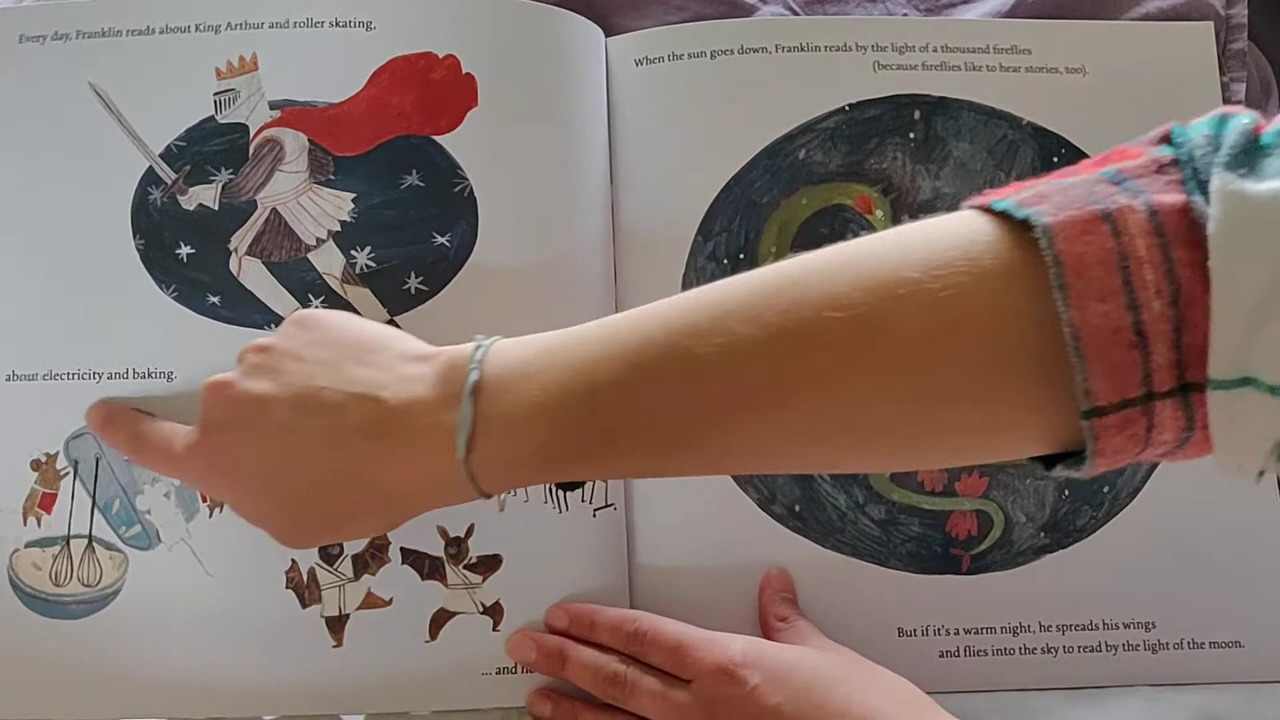 Every day, Franklin reads about King Arthur and roller skating,
about electricity and baking.
... and
When the sun goes down, Franklin reads by the light of a thousand fireflies
(because fireflies like to hear stories, too).
But if it's a warm night, he spreads his wings
and flies into the sky to read by the light of the moon.